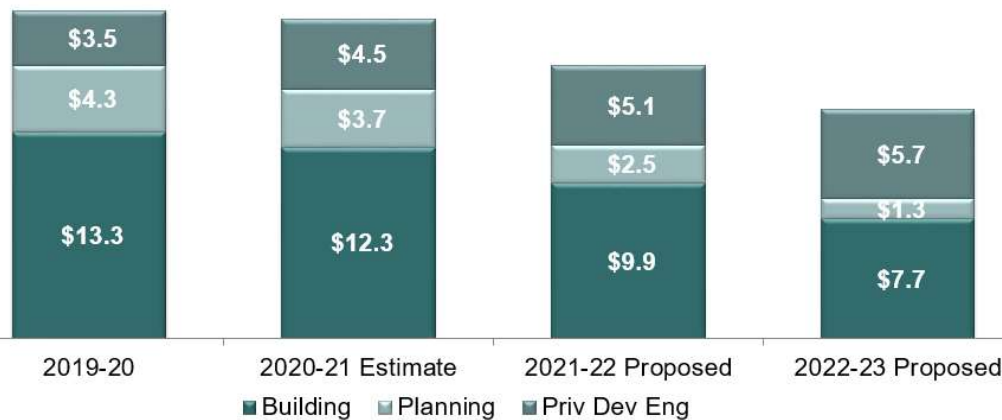 $3.5 $4.5 $5.1 $5.7
$4.3 $3.7 $2.5 $1.3
$13.3 $12.3 $9.9 $7.7
2019-20 2020-21 Estimate 2021-22 Proposed 2022-23 Proposed
Building Planning Priv Dev Eng